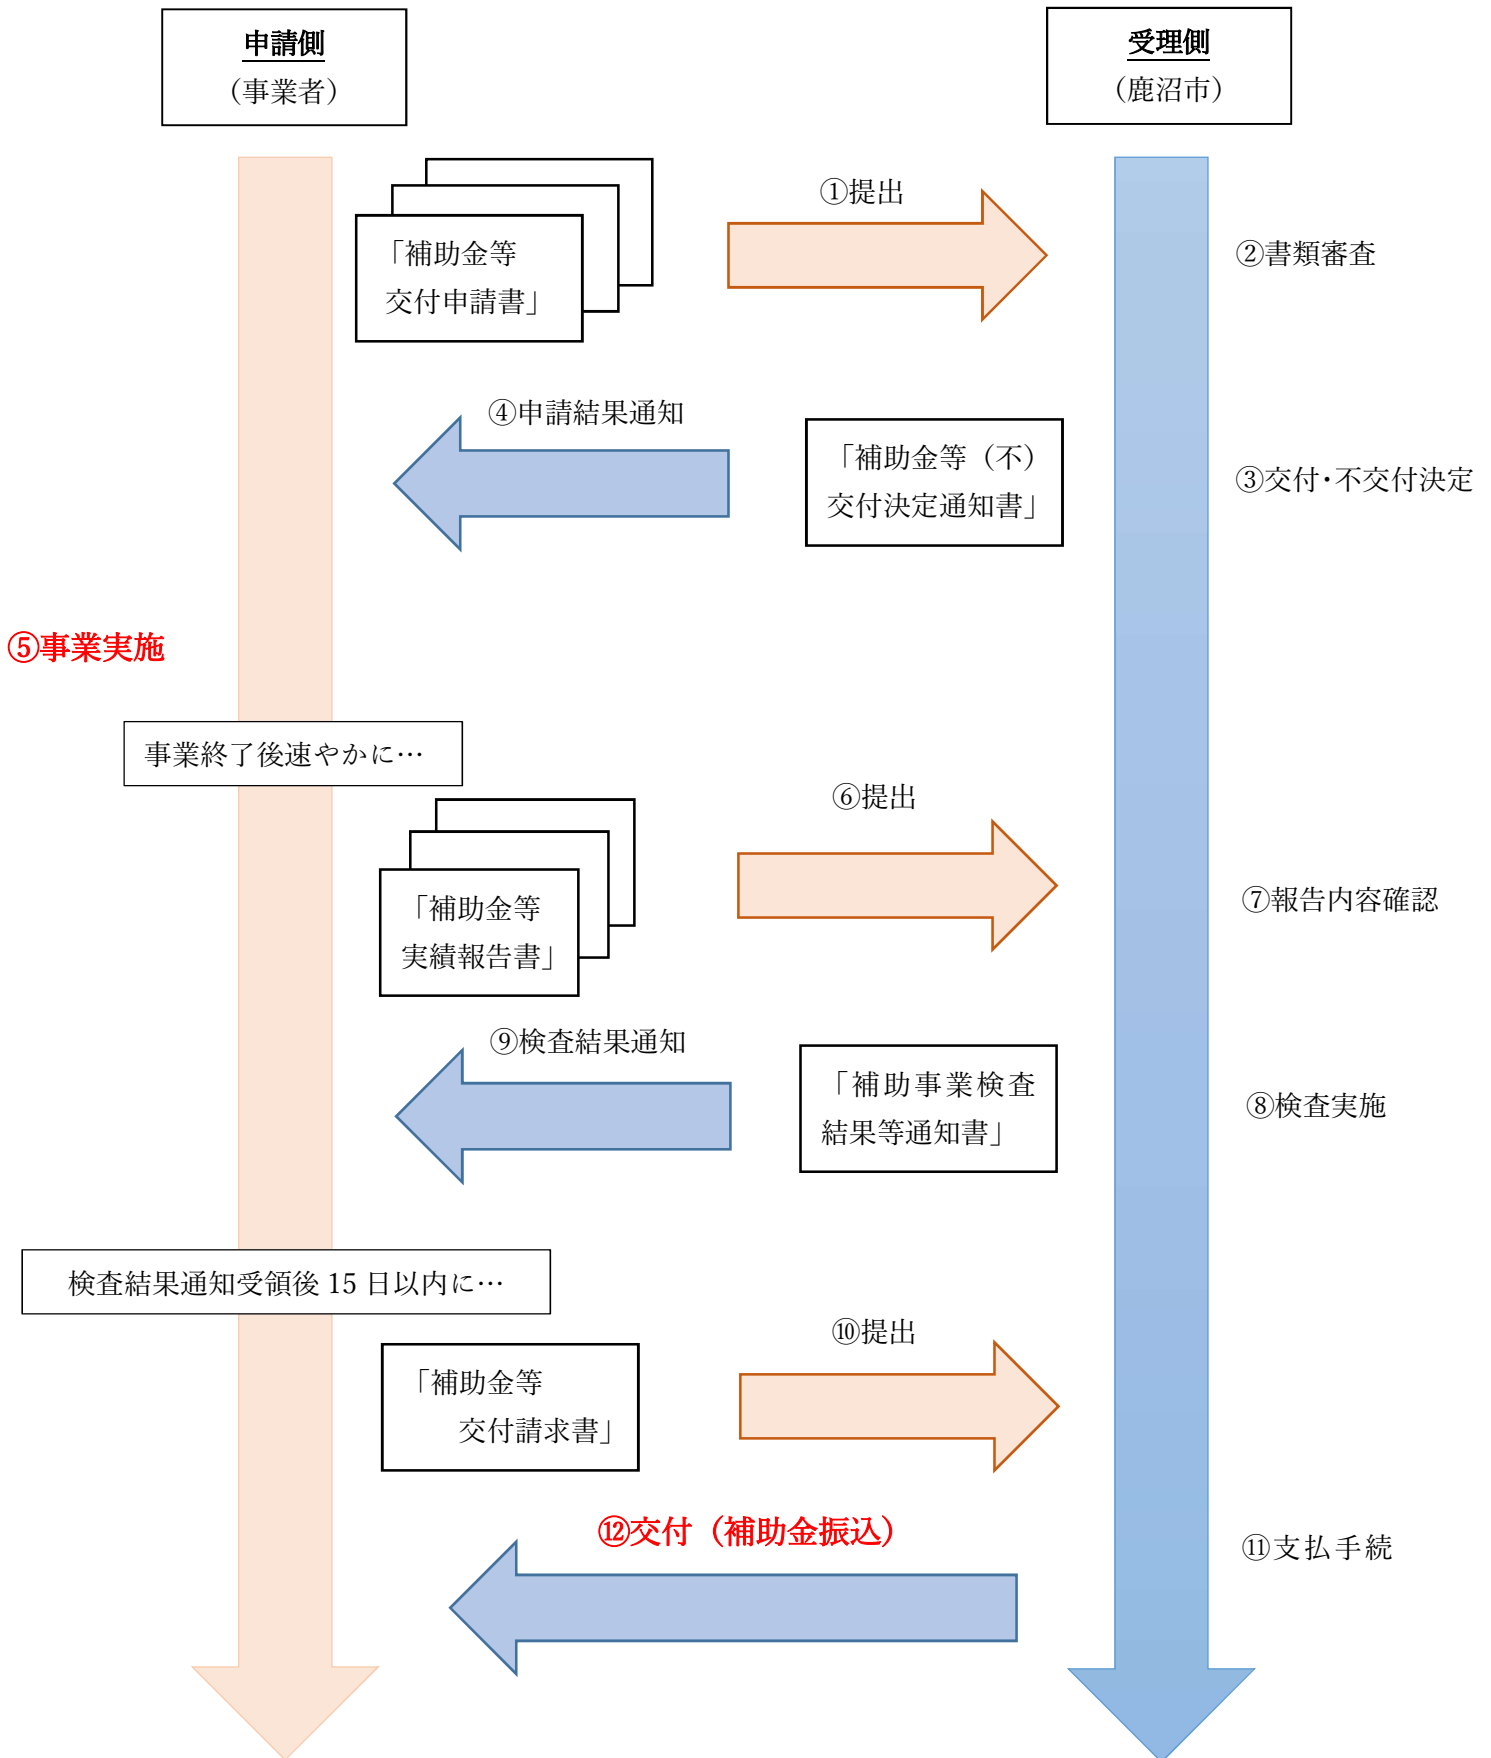 申請側
（事業者）
受理側
（鹿沼市）
①提出
「補助金等
交付申請書」
②書類審査
④申請結果通知
「補助金等（不）
交付決定通知書」
③交付・不交付決定
⑤事業実施
事業終了後速やかに…
⑥提出
「補助金等
実績報告書」
⑦報告内容確認
⑨検査結果通知
「補助事業検査
結果等通知書」
⑧検査実施
検査結果通知受領後 15 日以内に…
⑩提出
「補助金等
交付請求書」
⑫交付（補助金振込）
⑪支払手続